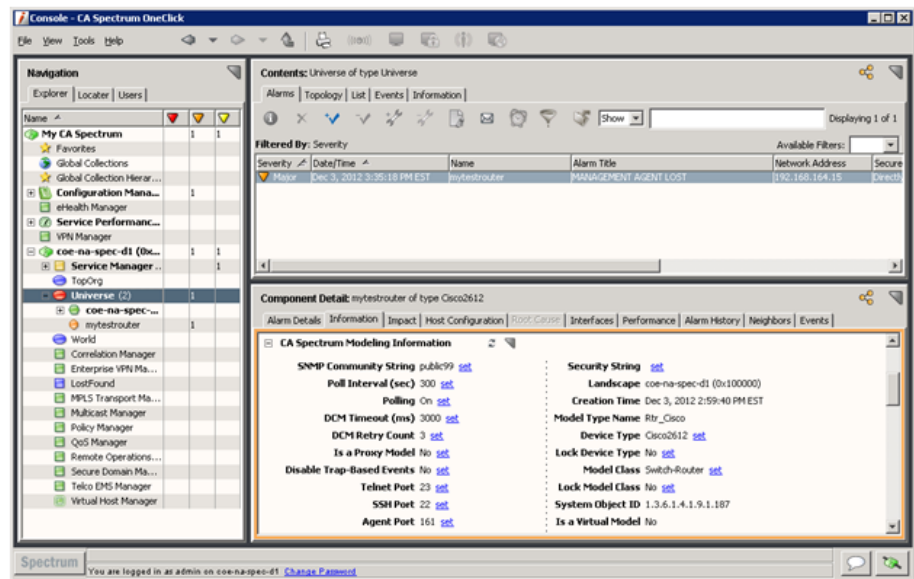 Console - CA Spectrum OneClick
File View Tools Help
Navigation
Explorer Locater Users
Name
My CA Spectrum 1 1
Favorites
Global Collections
Global Collection Hierar...
Configuration Mana... 1
eHealth Manager
Service Performanc...
VPN Manager
coe-na-spec-d1 (0x... 1 1
Service Manager .. 1
TopOrg
Universe (2) 1
coe-na-spec-...
mytestrouter 1
World
Correlation Manager
Enterprise VPN Ma...
LostFound
MPLS Transport Ma...
Multicast Manager
Policy Manager
QoS Manager
Remote Operations...
Secure Domain Ma...
Telco EMS Manager
Virtual Host Manager
Contents: Universe of type Universe
Alarms Topology List Events Information
Show
Displaying 1 of 1
Filtered By: Severity
Available Filters:
Severity Date/Time Name Alarm Title Network Address Secure
Major Dec 3, 2012 3:35:18 PM EST mytestrouter MANAGEMENT AGENT LOST 192.168.164.15 Directl
Component Detail: mytestrouter of type Cisco2612
Alarm Details Information Impact Host Configuration Root Cause Interfaces Performance Alarm History Neighbors Events
CA Spectrum Modeling Information
SNMP Community String public99 set
Poll Interval (sec) 300 set
Polling On set
DCM Timeout (ms) 3000 set
DCM Retry Count 3 set
Is a Proxy Model No set
Disable Trap-Based Events No set
Telnet Port 23 set
SSH Port 22 set
Agent Port 161 set
Security String set
Landscape coe-na-spec-d1 (0x100000)
Creation Time Dec 3, 2012 2:59:40 PM EST
Model Type Name Rtr_Cisco
Device Type Cisco2612 set
Lock Device Type No set
Model Class Switch-Router set
Lock Model Class No set
System Object ID 1.3.6.1.4.1.9.1.187
Is a Virtual Model No
Spectrum
You are logged in as admin on coe-na-spec-d1 Change Password